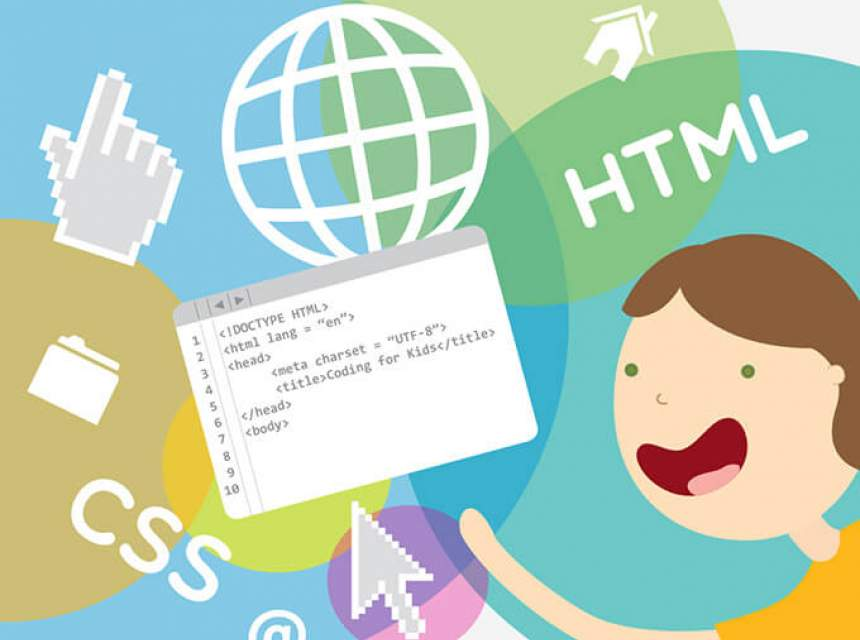 HTML
1 <!DOCTYPE HTML>
2 <html lang = “en”>
3 <head>
4 <meta charset = “UTF-8”>
5 <title>Coding for Kids</title>
6 </head>
7 <body>
8
9
10
CSS
@